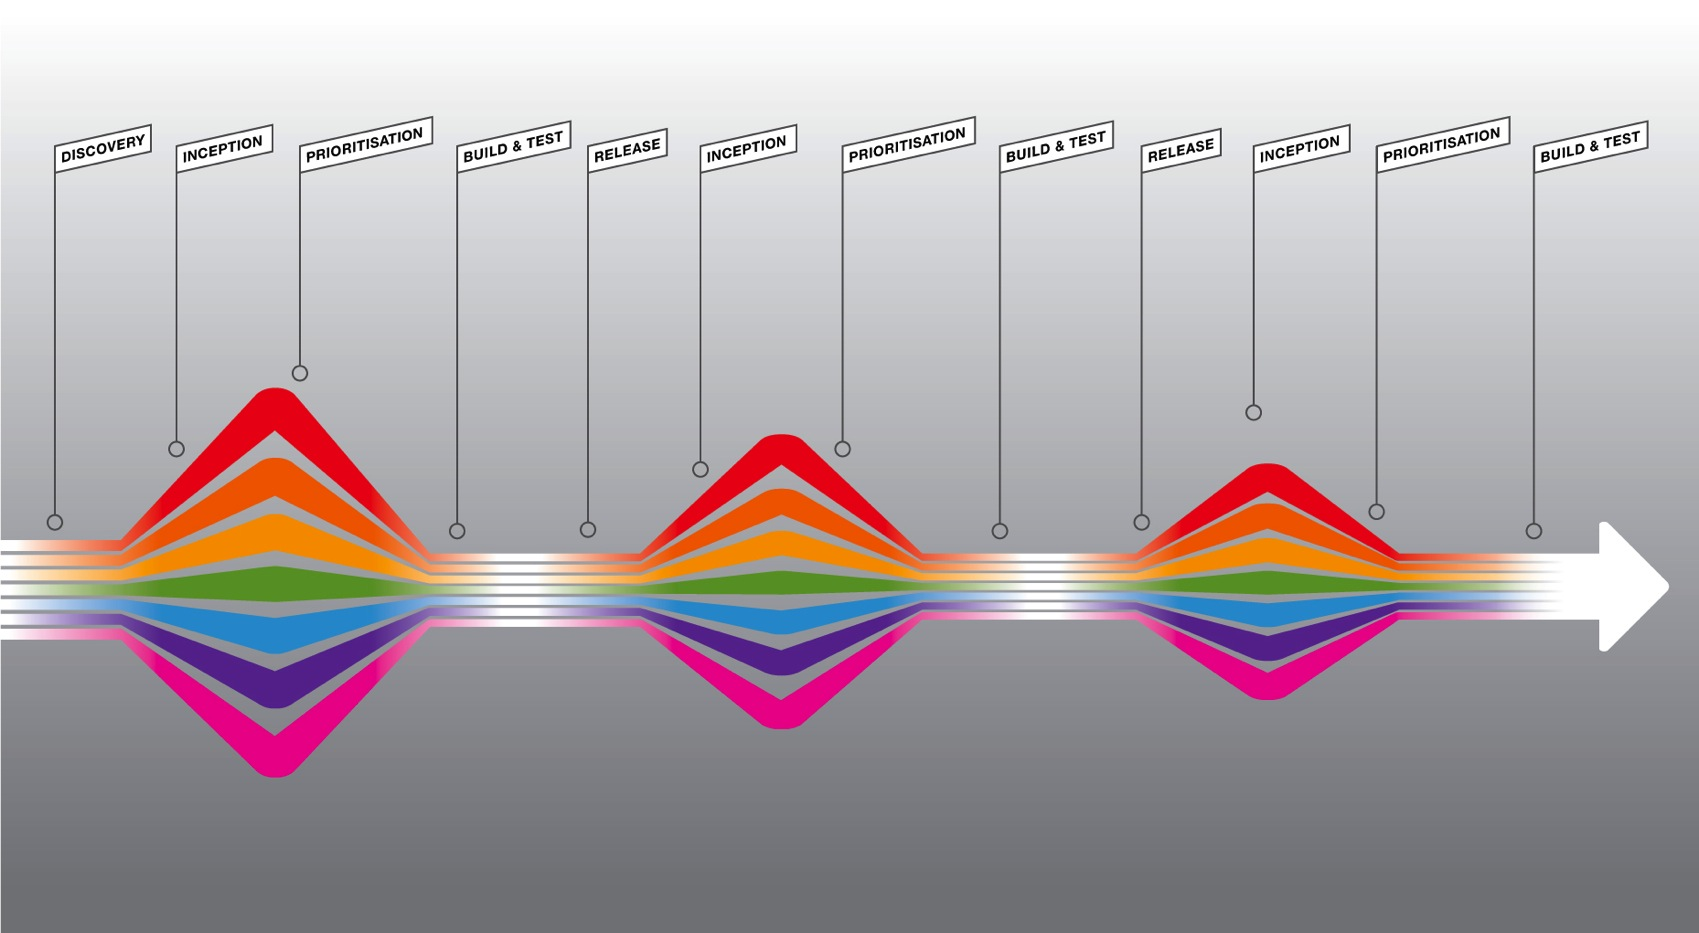 DISCOVERY
INCEPTION
PRIORITISATION
BUILD & TEST
RELEASE
INCEPTION
PRIORITISATION
BUILD & TEST
RELEASE
INCEPTION
PRIORITISATION
BUILD & TEST